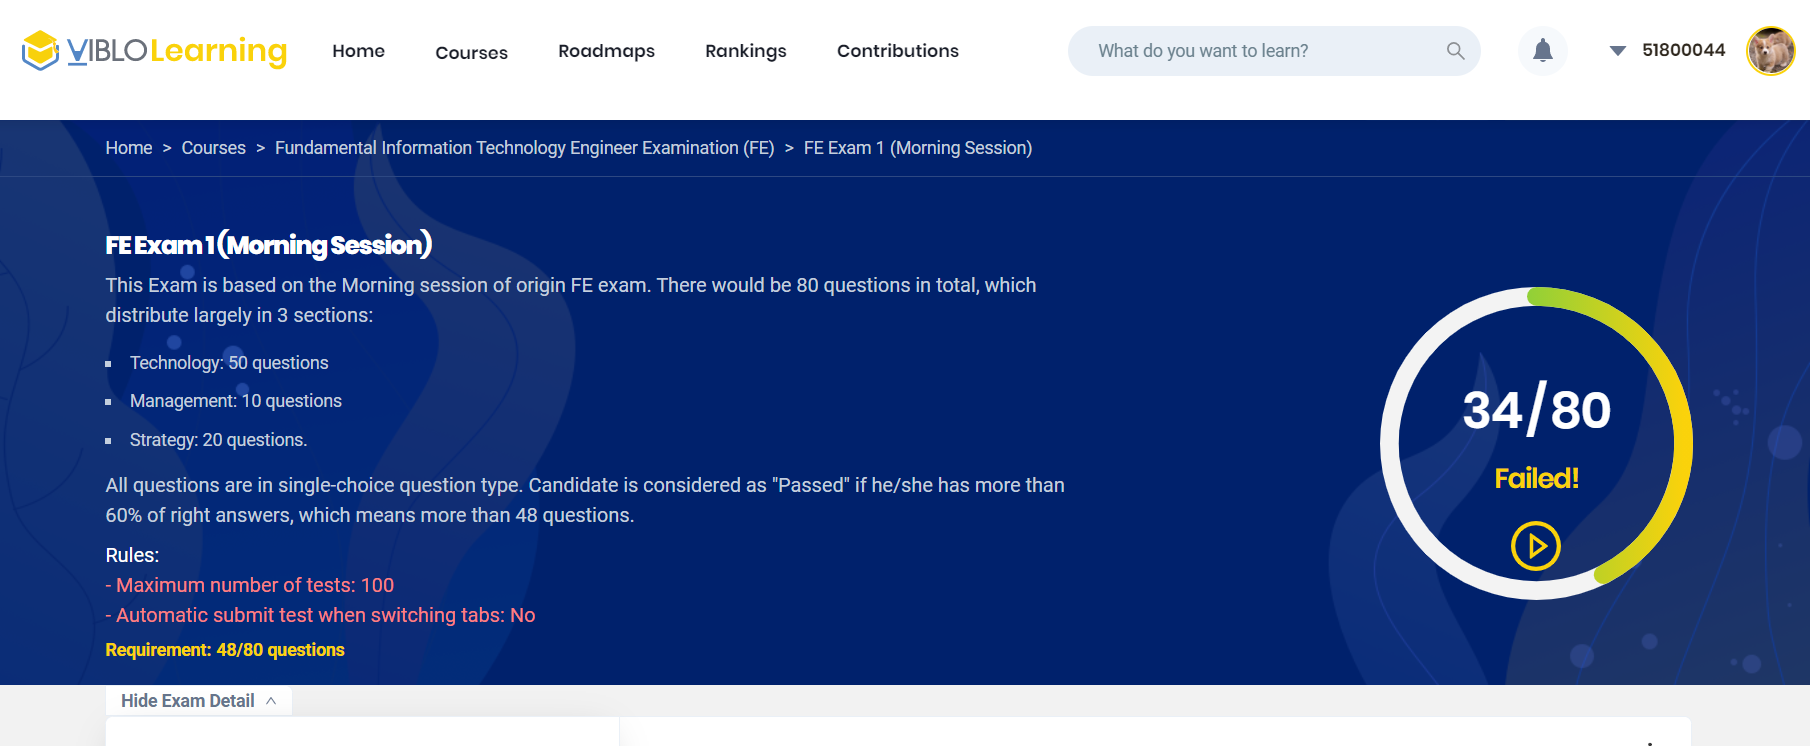 VIBLO Learning
Home
Courses
Roadmaps
Rankings
Contributions
What do you want to learn?
51800044
Home > Courses > Fundamental Information Technology Engineer Examination (FE) > FE Exam 1 (Morning Session)
FE Exam 1 (Morning Session)
This Exam is based on the Morning session of origin FE exam. There would be 80 questions in total, which
distribute largely in 3 sections:
Technology: 50 questions
Management: 10 questions
Strategy: 20 questions.
All questions are in single-choice question type. Candidate is considered as "Passed" if he/she has more than
60% of right answers, which means more than 48 questions.
Rules:
- Maximum number of tests: 100
- Automatic submit test when switching tabs: No
Requirement: 48/80 questions
34/80
Failed!
Hide Exam Detail